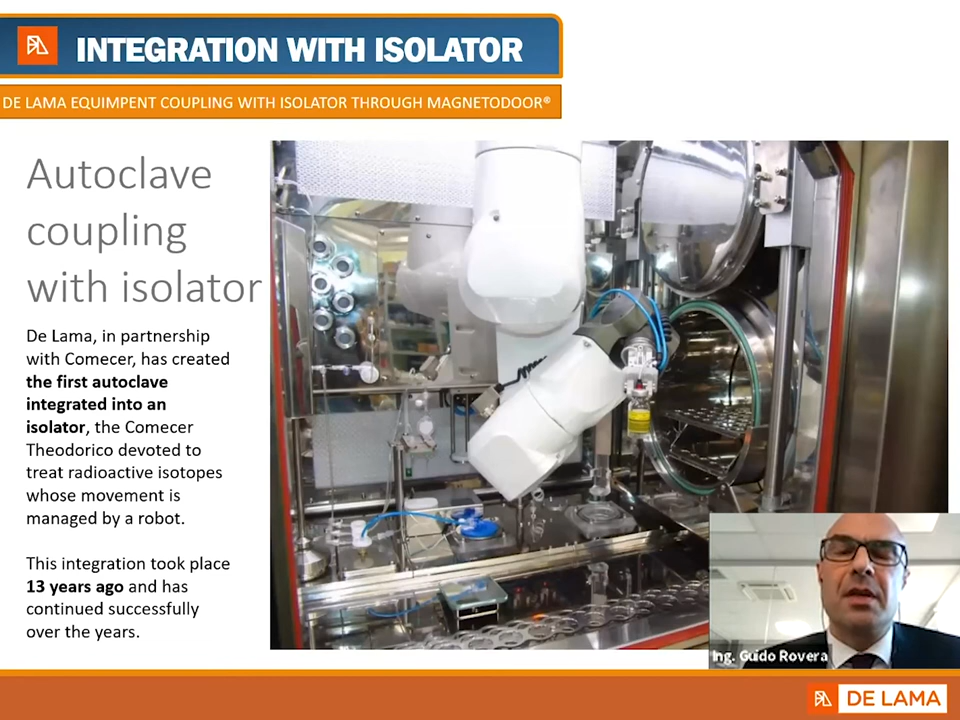 INTEGRATION WITH ISOLATOR
DE LAMA EQUIMPENT COUPLING WITH ISOLATOR THROUGH MAGNETODOOR®
Autoclave
coupling
with isolator
De Lama, in partnership
with Comecer, has created
the first autoclave
integrated into an
isolator, the Comecer
Theodorico devoted to
treat radioactive isotopes
whose movement is
managed by a robot.
This integration took place
13 years ago and has
continued successfully
over the years.
Ing. Guido Rovera
DE LAMA